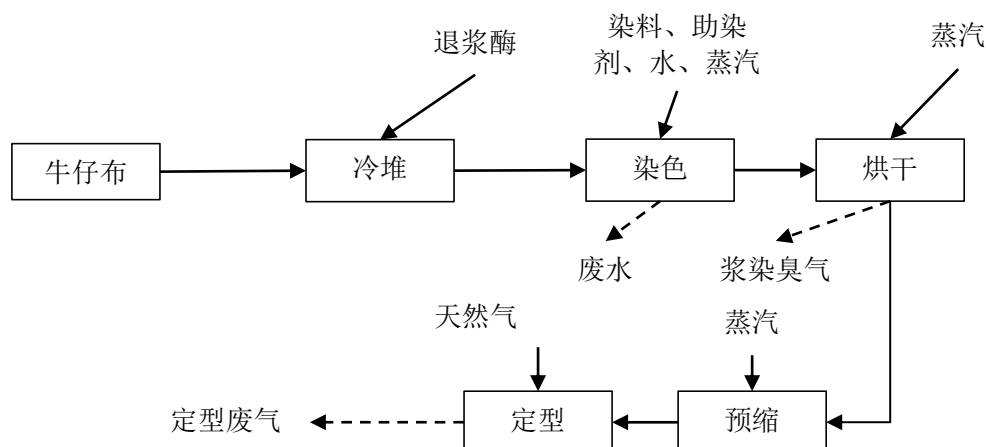 退浆酶
染料、助染
剂、水、蒸汽
蒸汽
牛仔布
冷堆
染色
烘干
废水
浆染臭气
天然气
蒸汽
定型废气
定型
预缩